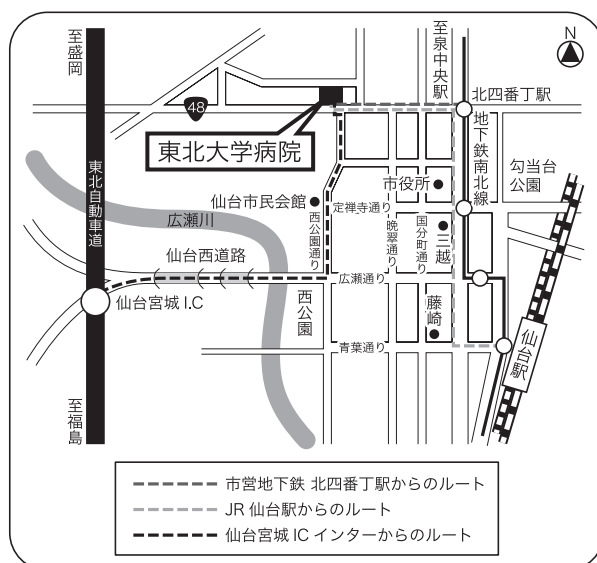 至盛岡
至泉中央駅
N
北四番丁駅
48
東北大学病院
地下鉄南北線
勾当台
公園
東北自動車道
市役所
仙台市民会館
定禅寺通り
広瀬川
西公園通り
晩翠通り
国分町通り
三越
仙台西道路
広瀬通り
仙台宮城 I.C
西公園
藤崎
青葉通り
仙台駅
至福島
市営地下鉄 北四番丁駅からのルート
JR 仙台駅からのルート
仙台宮城 IC インターからのルート